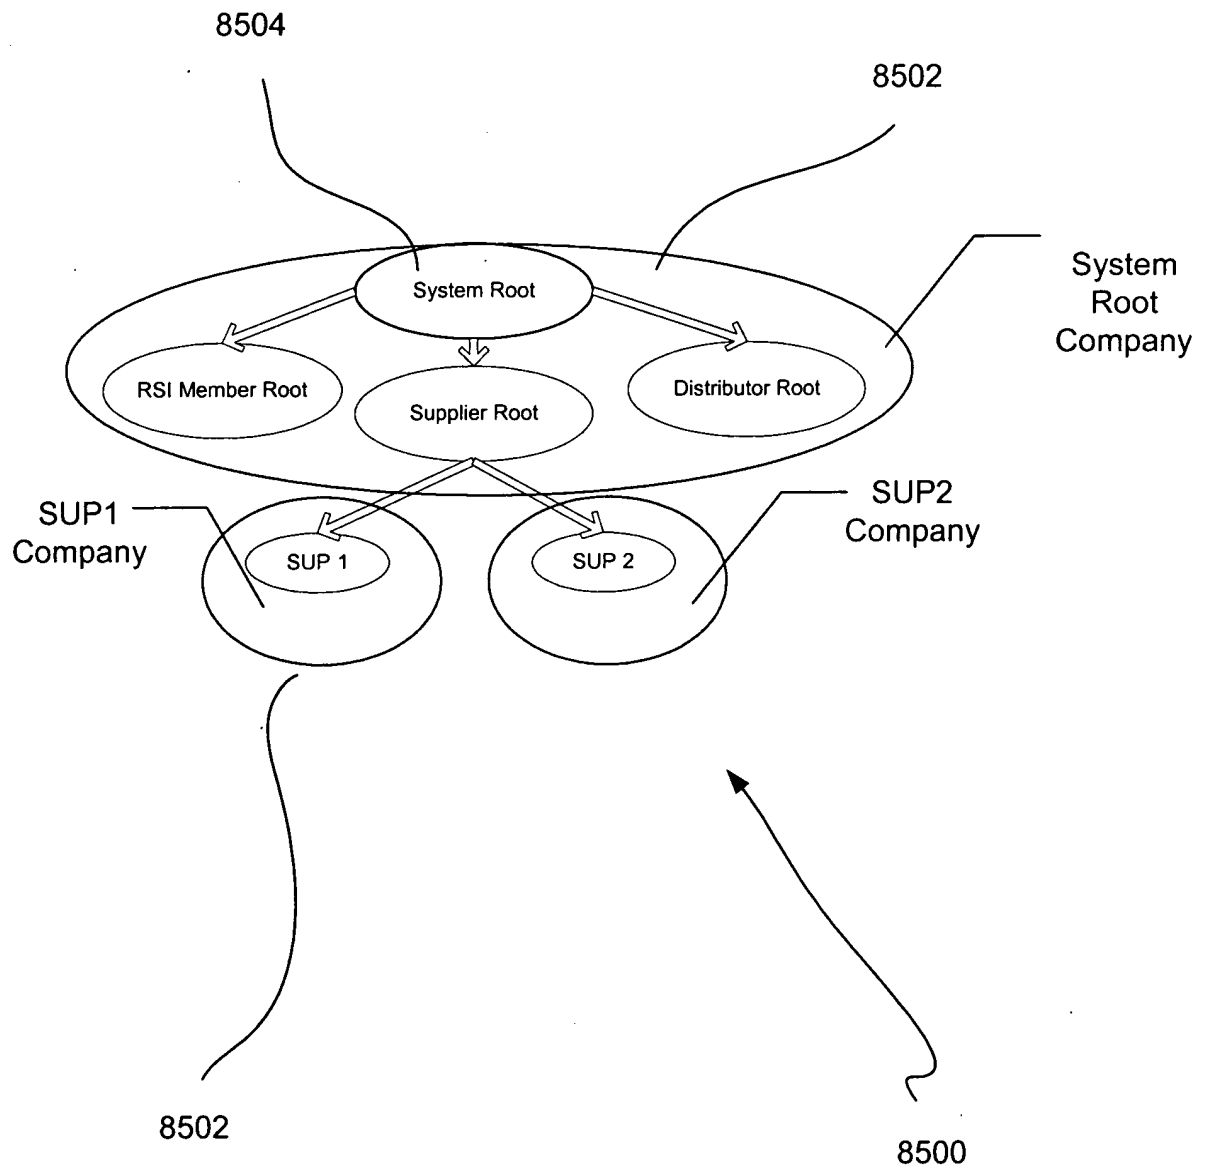 8504
8502
System Root
System
Root
Company
RSI Member Root
Supplier Root
Distributor Root
SUP1
Company
SUP2
Company
SUP 1
SUP 2
8502
8500